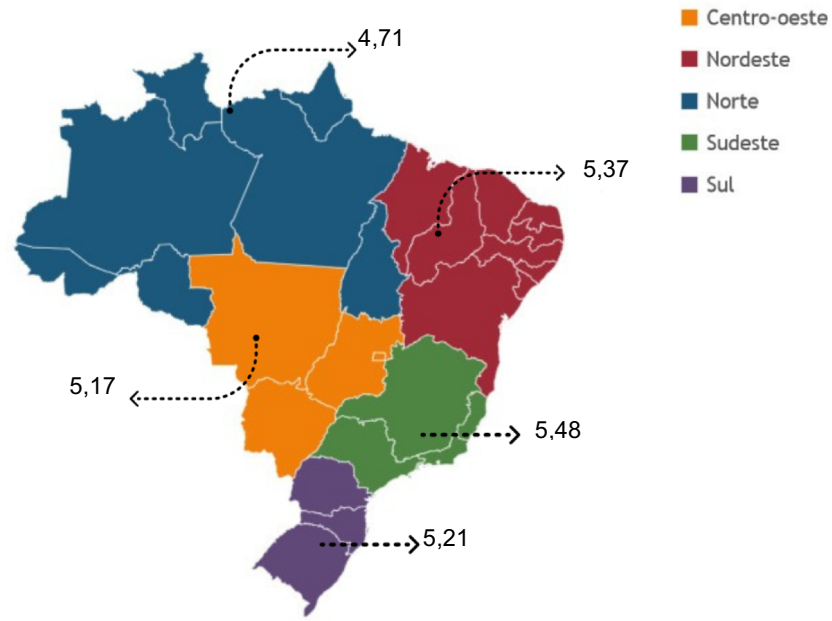 4,71
5,37
5,17
5,48
5,21
Centro-oeste
Nordeste
Norte
Sudeste
Sul